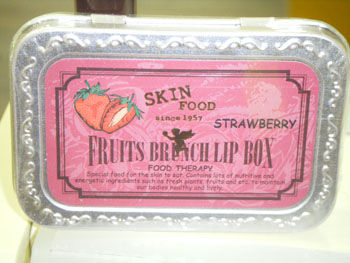 SKIN
FOOD
since 1957
STRAWBERRY
FRUITS BRUNCH LIP BOX
FOOD THERAPY
Special food for the skin to eat. Contains lots of nutritive and
energetic ingredients such as fresh plants, fruits and etc. to maintain
our bodies healthy and lively.